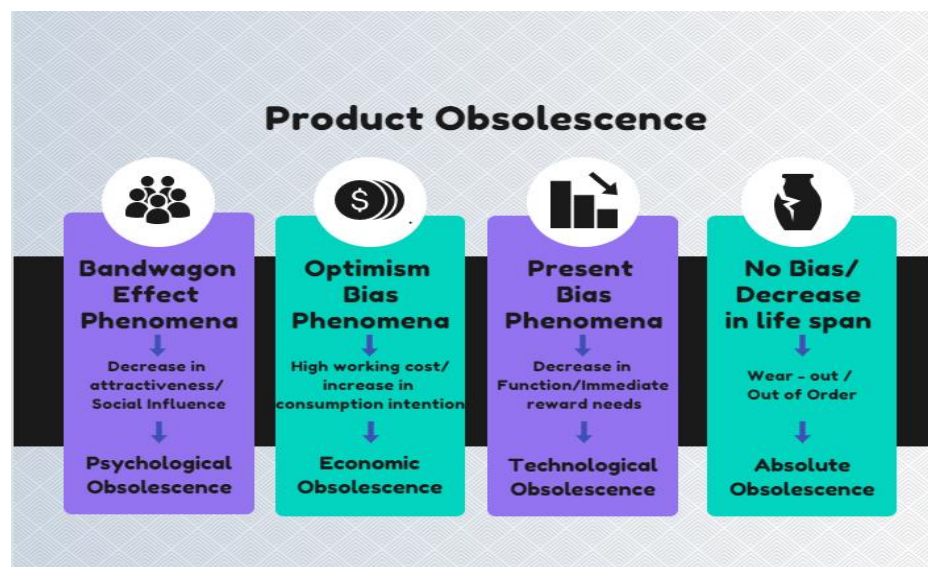 Product Obsolescence
$
Bandwagon
Effect
Phenomena
Decrease in
attractiveness/
Social Influence
Psychological
Obsolescence
Optimism
Bias
Phenomena
High working cost/
increase in
consumption intention
Economic
Obsolescence
Present
Bias
Phenomena
Decrease in
Function/Immediate
reward needs
Technological
Obsolescence
No Bias/
Decrease
in life span
Wear - out /
Out of Order
Absolute
Obsolescence